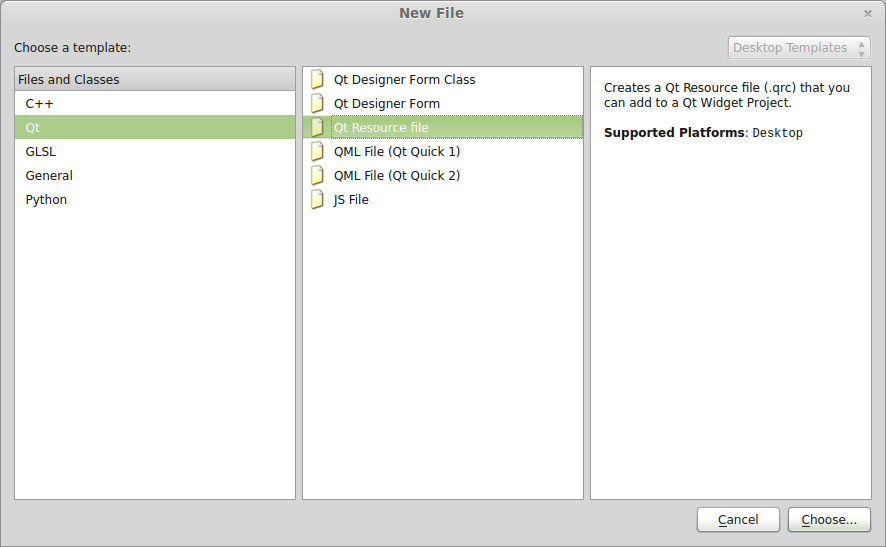 New File
Choose a template:
Desktop Templates
Files and Classes
C++
Qt
GLSL
General
Python
Qt Designer Form Class
Qt Designer Form
Qt Resource file
QML File (Qt Quick 1)
QML File (Qt Quick 2)
JS File
Creates a Qt Resource file (.qrc) that you
can add to a Qt Widget Project.
Supported Platforms: Desktop
Cancel
Choose...